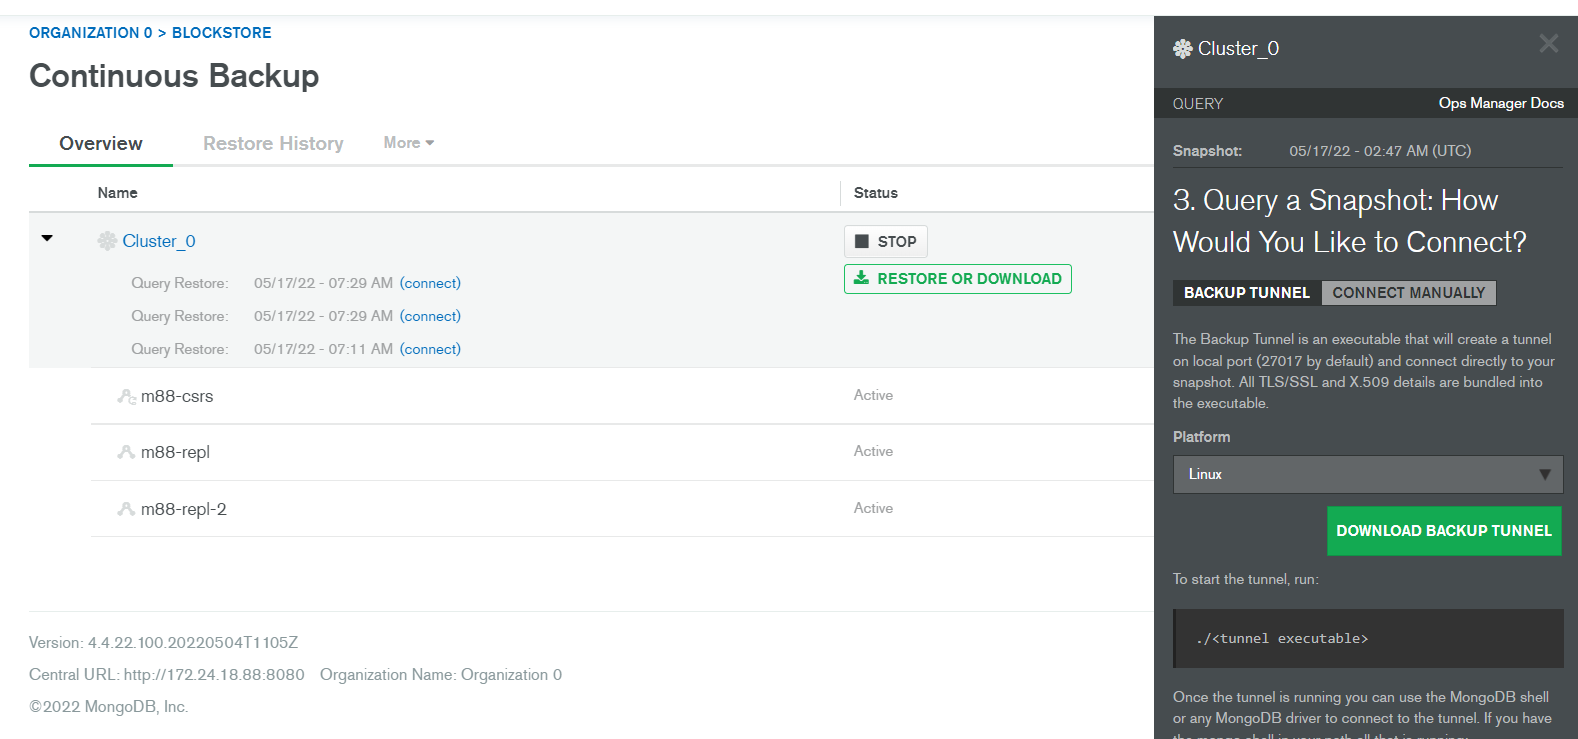 ORGANIZATION 0 > BLOCKSTORE
Continuous Backup
Overview Restore History More
Name Status
Cluster_0 STOP
RESTORE OR DOWNLOAD
Query Restore: 05/17/22 - 07:29 AM (connect)
Query Restore: 05/17/22 - 07:29 AM (connect)
Query Restore: 05/17/22 - 07:11 AM (connect)
m88-csrs Active
m88-repl Active
m88-repl-2 Active
Version: 4.4.22.100.20220504T1105Z
Central URL: http://172.24.18.88:8080 Organization Name: Organization 0
©2022 MongoDB, Inc.
Cluster_0
QUERY Ops Manager Docs
Snapshot: 05/17/22 - 02:47 AM (UTC)
3. Query a Snapshot: How
Would You Like to Connect?
BACKUP TUNNEL CONNECT MANUALLY
The Backup Tunnel is an executable that will create a tunnel
on local port (27017 by default) and connect directly to your
snapshot. All TLS/SSL and X.509 details are bundled into
the executable.
Platform
Linux
DOWNLOAD BACKUP TUNNEL
To start the tunnel, run:
./<tunnel executable>
Once the tunnel is running you can use the MongoDB shell
or any MongoDB driver to connect to the tunnel. If you have